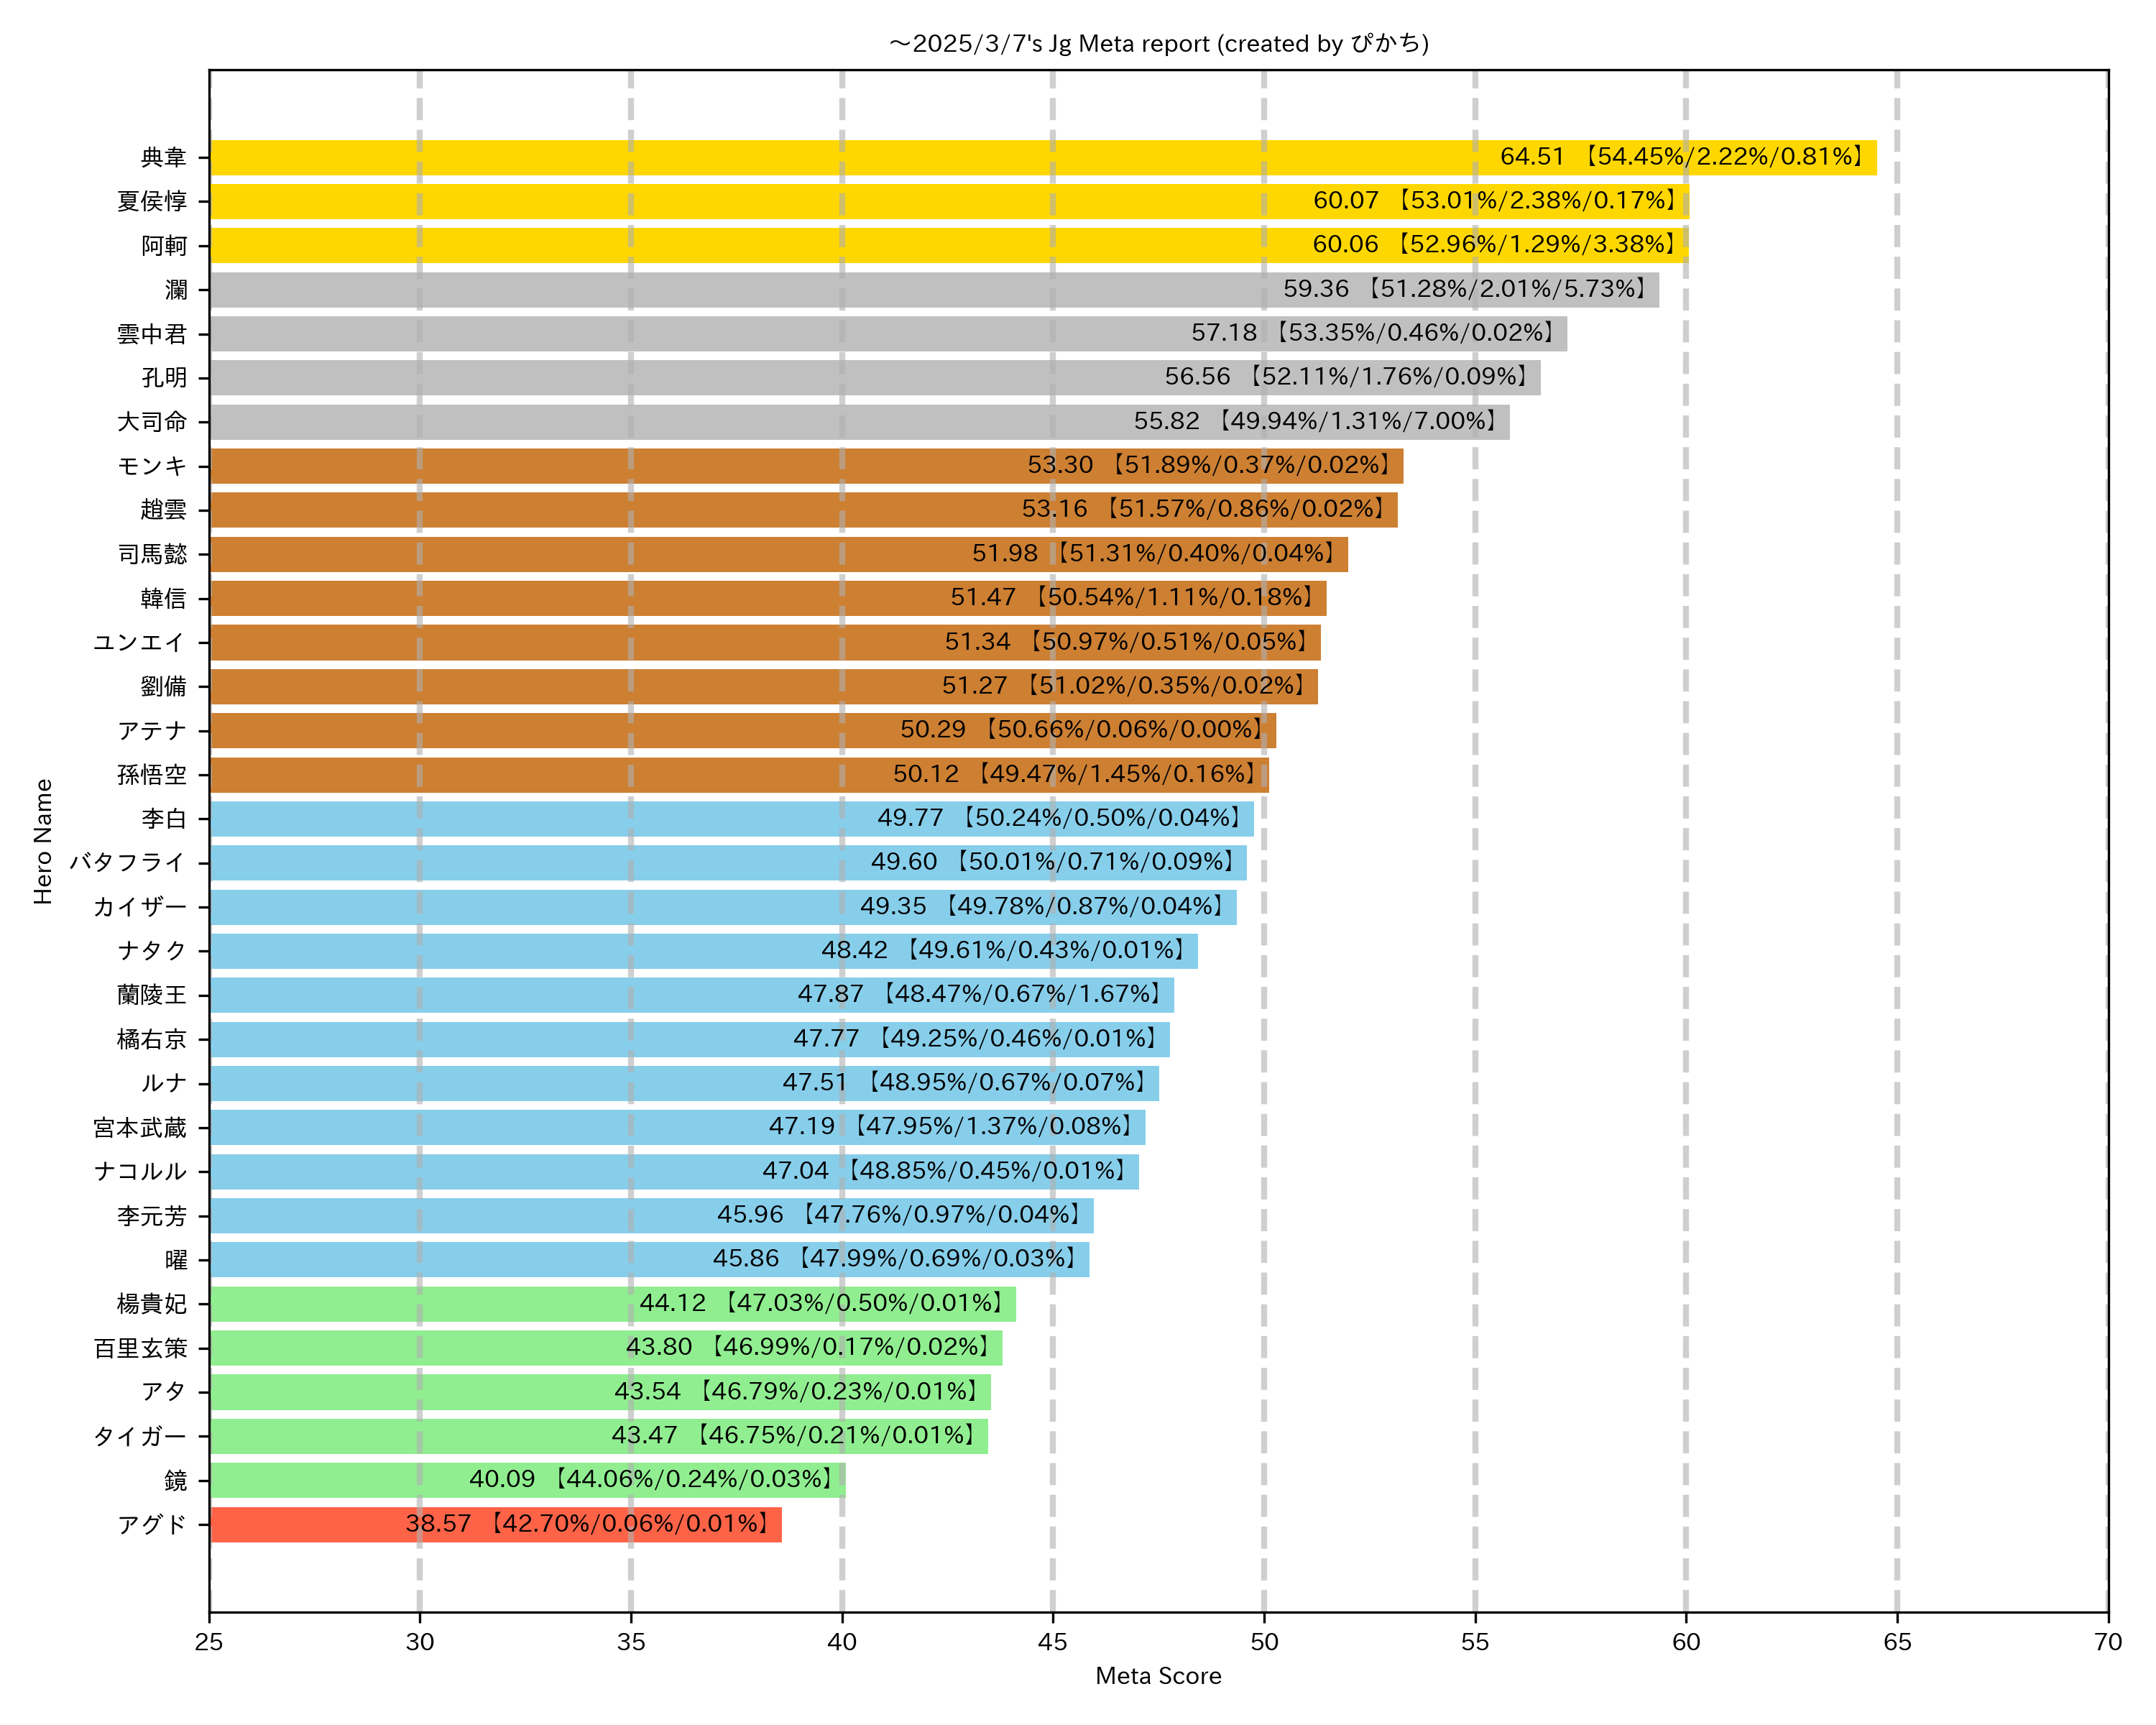 ～2025/3/7's Jg Meta report (created by ぴかち)
Hero Name
典韋 64.51 【54.45%/2.22%/0.81%】
夏侯惇 60.07 【53.01%/2.38%/0.17%】
阿軻 60.06 【52.96%/1.29%/3.38%】
瀾 59.36 【51.28%/2.01%/5.73%】
雲中君 57.18 【53.35%/0.46%/0.02%】
孔明 56.56 【52.11%/1.76%/0.09%】
大司命 55.82 【49.94%/1.31%/7.00%】
モンキ 53.30 【51.89%/0.37%/0.02%】
趙雲 53.16 【51.57%/0.86%/0.02%】
司馬懿 51.98 【51.31%/0.40%/0.04%】
韓信 51.47 【50.54%/1.11%/0.18%】
ユンエイ 51.34 【50.97%/0.51%/0.05%】
劉備 51.27 【51.02%/0.35%/0.02%】
アテナ 50.29 【50.66%/0.06%/0.00%】
孫悟空 50.12 【49.47%/1.45%/0.16%】
李白 49.77 【50.24%/0.50%/0.04%】
バタフライ 49.60 【50.01%/0.71%/0.09%】
カイザー 49.35 【49.78%/0.87%/0.04%】
ナタク 48.42 【49.61%/0.43%/0.01%】
蘭陵王 47.87 【48.47%/0.67%/1.67%】
橘右京 47.77 【49.25%/0.46%/0.01%】
ルナ 47.51 【48.95%/0.67%/0.07%】
宮本武蔵 47.19 【47.95%/1.37%/0.08%】
ナコルル 47.04 【48.85%/0.45%/0.01%】
李元芳 45.96 【47.76%/0.97%/0.04%】
曜 45.86 【47.99%/0.69%/0.03%】
楊貴妃 44.12 【47.03%/0.50%/0.01%】
百里玄策 43.80 【46.99%/0.17%/0.02%】
アタ 43.54 【46.79%/0.23%/0.01%】
タイガー 43.47 【46.75%/0.21%/0.01%】
鏡 40.09 【44.06%/0.24%/0.03%】
アグド 38.57 【42.70%/0.06%/0.01%】
25 30 35 40 45 50 55 60 65 70
Meta Score